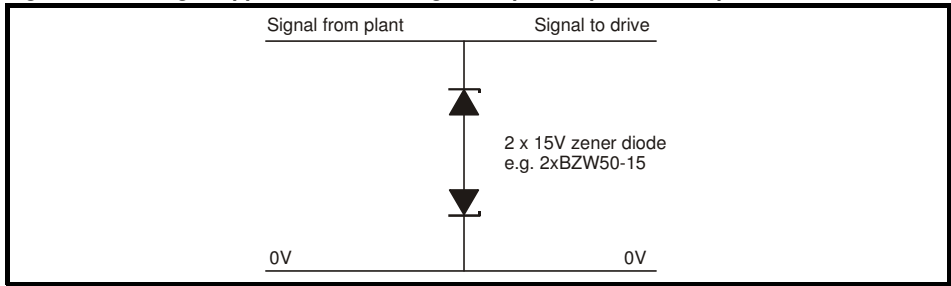 Signal from plant Signal to drive
2 x 15V zener diode
e.g. 2xBZW50-15
0V 0V